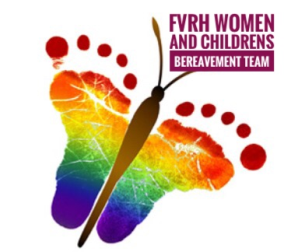 FVRH WOMEN
AND CHILDRENS
BEREAVEMENT TEAM